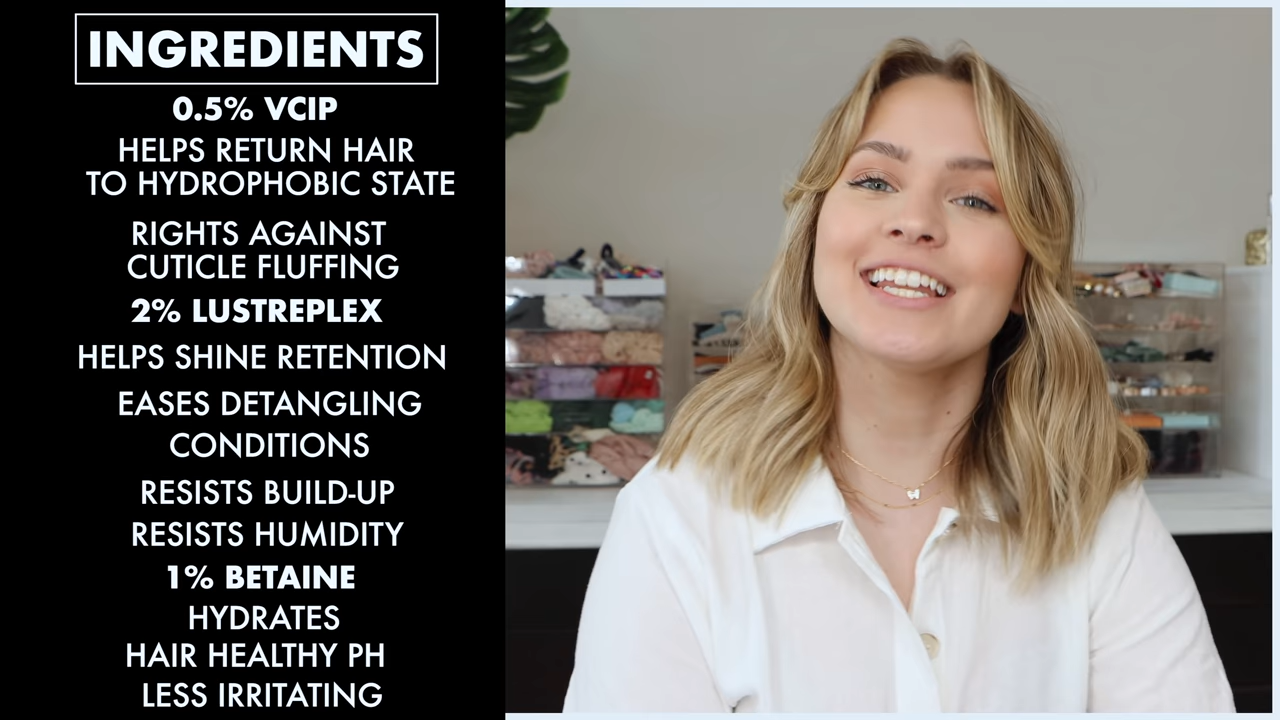 INGREDIENTS
0.5% VCIP
HELPS RETURN HAIR
TO HYDROPHOBIC STATE
RIGHTS AGAINST
CUTICLE FLUFFING
2% LUSTREPLEX
HELPS SHINE RETENTION
EASES DETANGLING
CONDITIONS
RESISTS BUILD-UP
RESISTS HUMIDITY
1% BETAINE
HYDRATES
HAIR HEALTHY PH
LESS IRRITATING